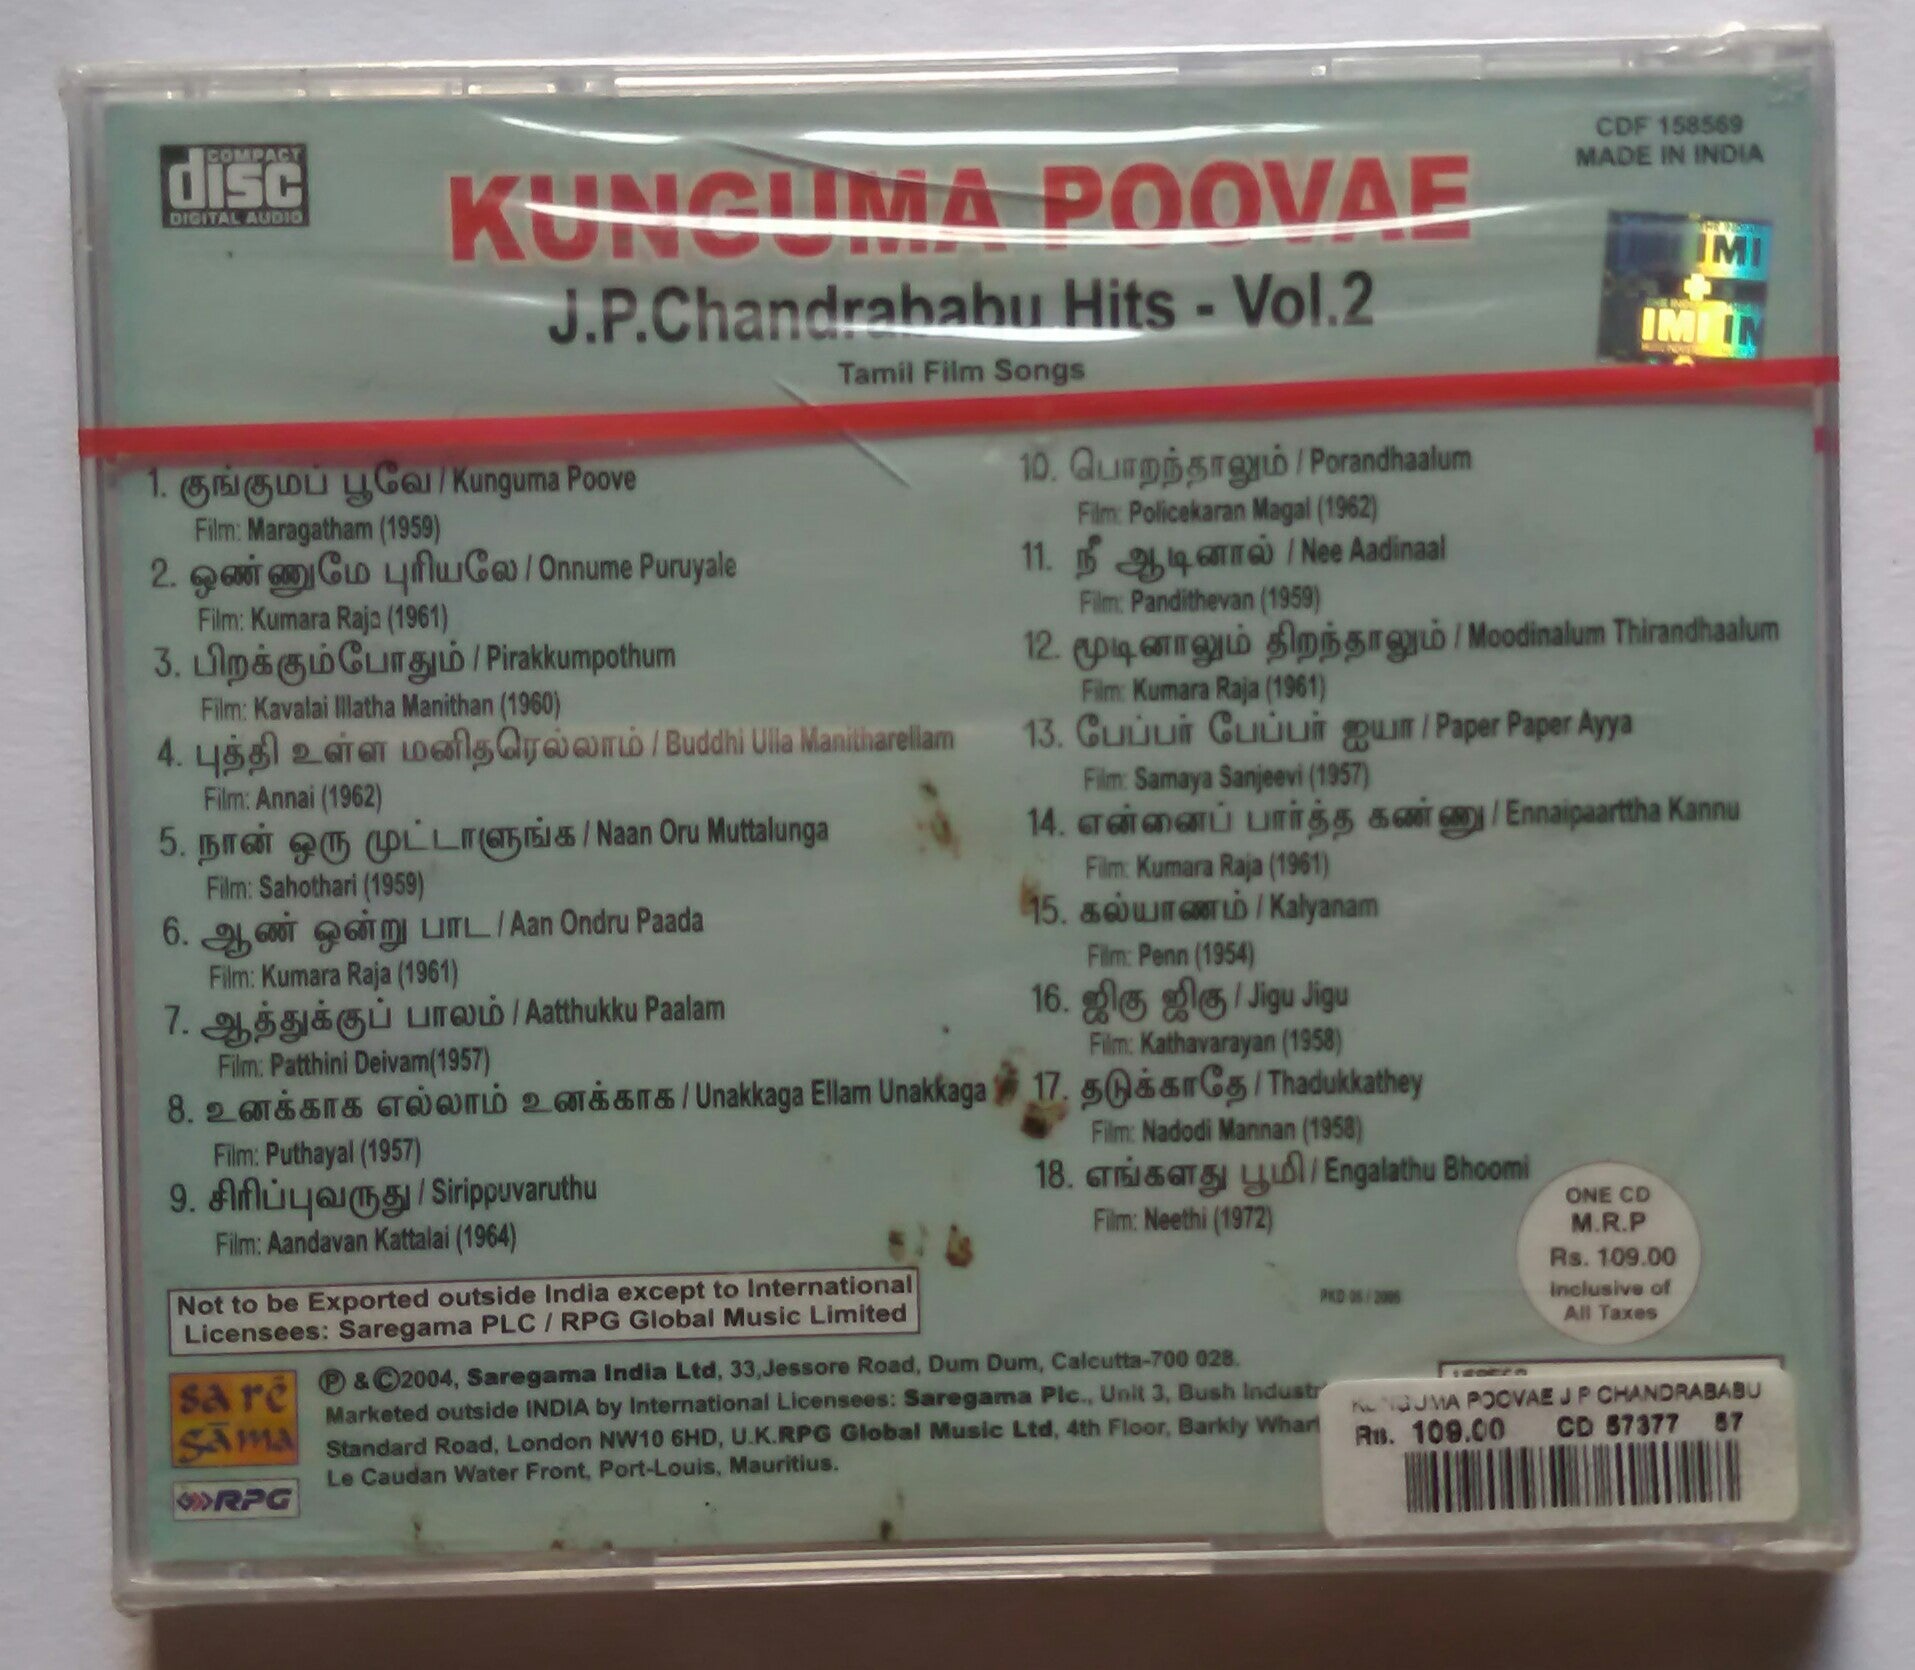 COMPACT
disc
DIGITAL AUDIO
CDF 158569
MADE IN INDIA
KUNGUMA POOVAE
J.P.Chandrababu Hits - Vol.2
Tamil Film Songs
IMI
IMI
1. குங்குமப் பூவே / Kunguma Poove
Film: Maragatham (1959)
2. ஒண்ணுமே புரியலே / Onnume Puruyale
Film: Kumara Raja (1961)
3. பிறக்கும்போதும் / Pirakkumpothum
Film: Kavalai Illatha Manithan (1960)
4. புத்தி உள்ள மனிதரெல்லாம் / Buddhi Ulla Manitharellam
Film: Annai (1962)
5. நான் ஒரு முட்டாளுங்க / Naan Oru Muttalunga
Film: Sahothari (1959)
6. ஆண் ஒன்று பாட / Aan Ondru Paada
Film: Kumara Raja (1961)
7. ஆத்துக்குப் பாலம் / Aatthukku Paalam
Film: Patthini Deivam(1957)
8. உனக்காக எல்லாம் உனக்காக / Unakkaga Ellam Unakkaga
Film: Puthayal (1957)
9. சிரிப்புவருது / Sirippuvaruthu
Film: Aandavan Kattalai (1964)
10. பொறந்தாலும் / Porandhaalum
Film: Policekaran Magal (1962)
11. நீ ஆடினால் / Nee Aadinaal
Film: Pandithevan (1959)
12. மூடினாலும் திறந்தாலும் / Moodinalum Thirandhaalum
Film: Kumara Raja (1961)
13. பேப்பர் பேப்பர் ஐயா / Paper Paper Ayya
Film: Samaya Sanjeevi (1957)
14. என்னைப் பார்த்த கண்ணு / Ennaipaarttha Kannu
Film: Kumara Raja (1961)
15. கல்யாணம் / Kalyanam
Film: Penn (1954)
16. ஜிகு ஜிகு / Jigu Jigu
Film: Kathavarayan (1958)
17. தடுக்காதே / Thadukkathey
Film: Nadodi Mannan (1958)
18. எங்களது பூமி / Engalathu Bhoomi
Film: Neethi (1972)
ONE CD
M.R.P
Rs. 109.00
Inclusive of
All Taxes
Not to be Exported outside India except to International
Licensees: Saregama PLC / RPG Global Music Limited
℗ & ©2004, Saregama India Ltd, 33,Jessore Road, Dum Dum, Calcutta-700 028.
Marketed outside INDIA by International Licensees: Saregama Plc., Unit 3, Bush
Standard Road, London NW10 6HD, U.K.RPG Global Music Ltd, 4th Floor, Barkly
Le Caudan Water Front, Port-Louis, Mauritius.
sa rē
gāma
RPG
KUNGUMA POOVAE J P CHANDRABABU
Rs. 109.00 CD 57377 57